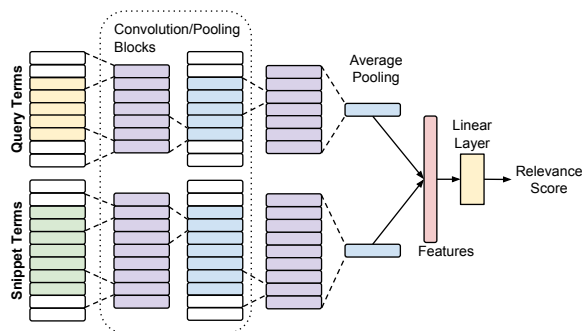 Convolution/Pooling
Blocks
Query Terms
Snippet Terms
Average
Pooling
Linear
Layer
Relevance
Score
Features